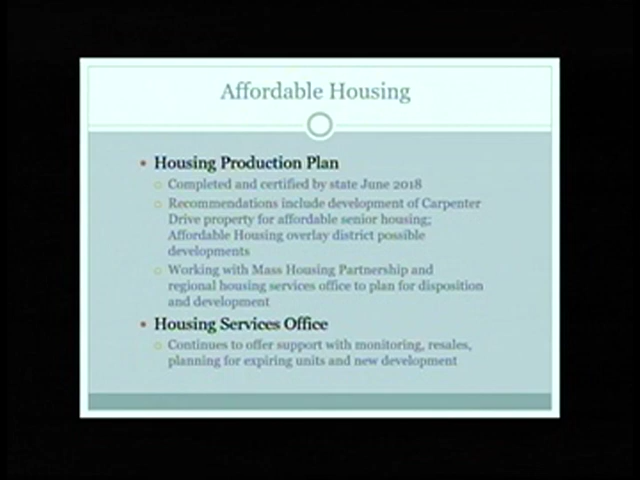 Affordable Housing
• Housing Production Plan
○ Completed and certified by state June 2018
○ Recommendations include development of Carpenter
Drive property for affordable senior housing;
Affordable Housing overlay district possible
developments
○ Working with Mass Housing Partnership and
regional housing services office to plan for disposition
and development
• Housing Services Office
○ Continues to offer support with monitoring, resales,
planning for expiring units and new development